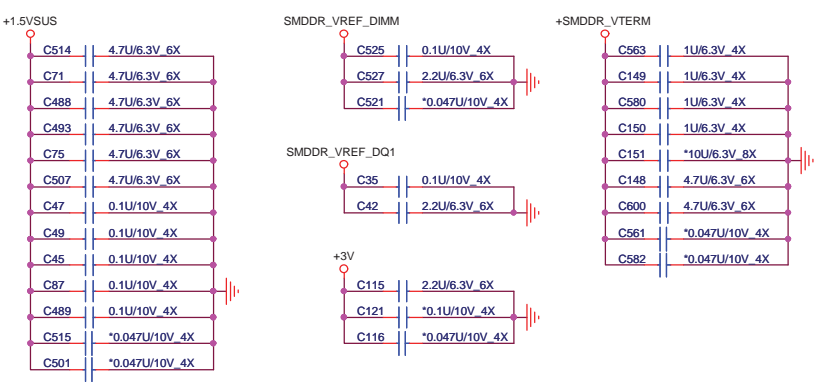 +1.5VSUS
C514 4.7U/6.3V_6X
C71 4.7U/6.3V_6X
C488 4.7U/6.3V_6X
C493 4.7U/6.3V_6X
C75 4.7U/6.3V_6X
C507 4.7U/6.3V_6X
C47 0.1U/10V_4X
C49 0.1U/10V_4X
C45 0.1U/10V_4X
C87 0.1U/10V_4X
C489 0.1U/10V_4X
C515 *0.047U/10V_4X
C501 *0.047U/10V_4X
SMDDR_VREF_DIMM
C525 0.1U/10V_4X
C527 2.2U/6.3V_6X
C521 *0.047U/10V_4X
SMDDR_VREF_DQ1
C35 0.1U/10V_4X
C42 2.2U/6.3V_6X
+3V
C115 2.2U/6.3V_6X
C121 *0.1U/10V_4X
C116 *0.047U/10V_4X
+SMDDR_VTERM
C563 1U/6.3V_4X
C149 1U/6.3V_4X
C580 1U/6.3V_4X
C150 1U/6.3V_4X
C151 *10U/6.3V_8X
C148 4.7U/6.3V_6X
C600 4.7U/6.3V_6X
C561 *0.047U/10V_4X
C582 *0.047U/10V_4X